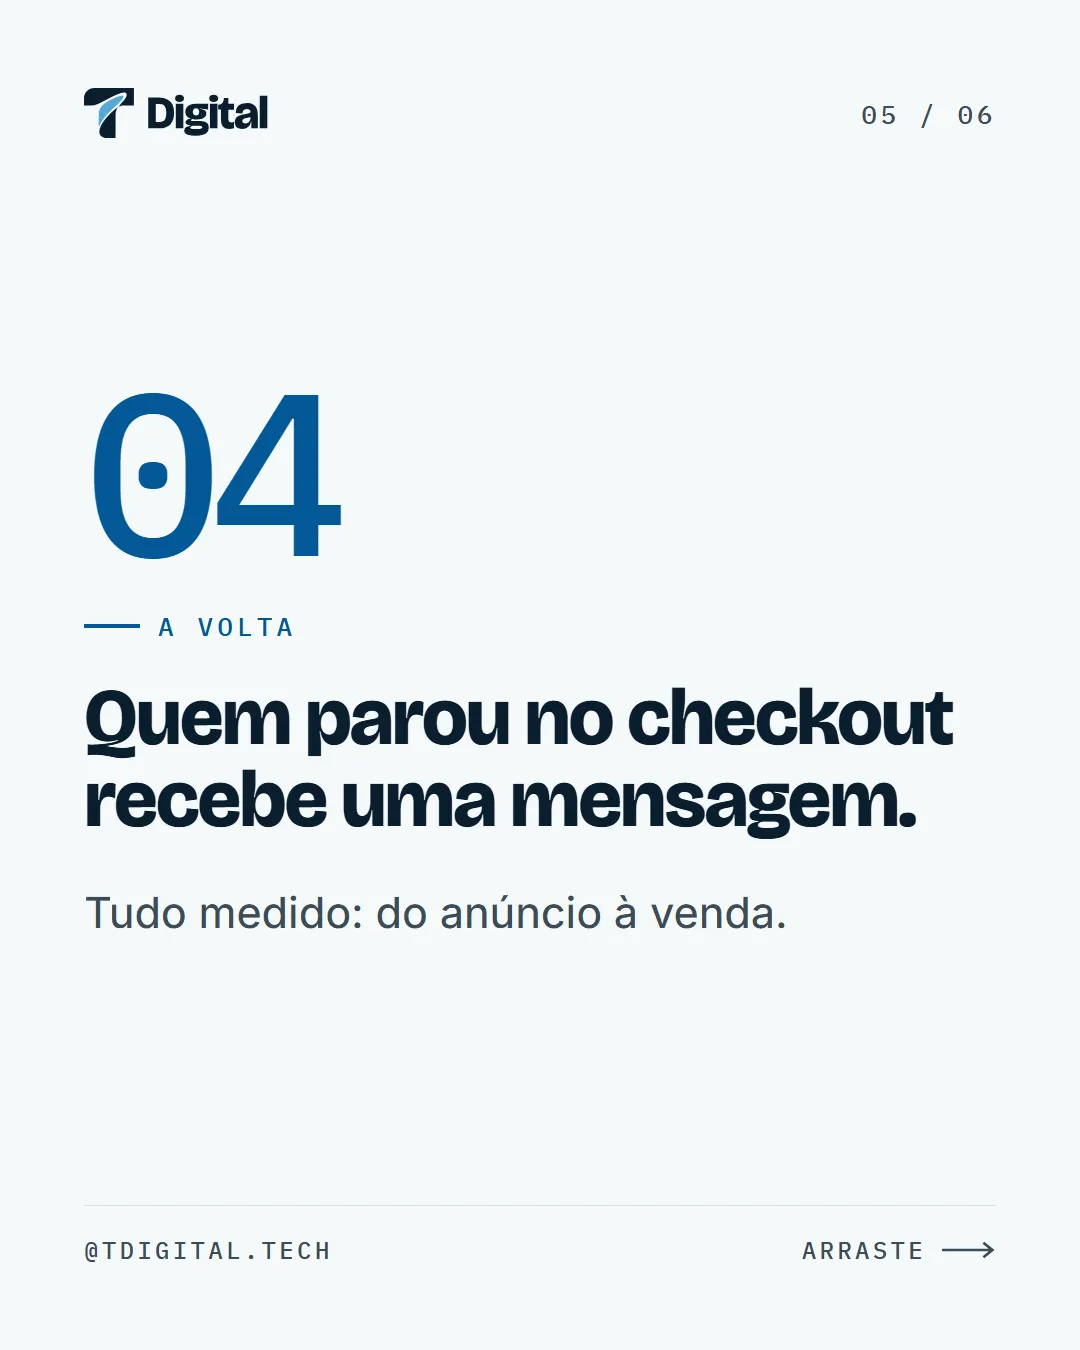 Digital
05 / 06
04
A VOLTA
Quem parou no checkout
recebe uma mensagem.
Tudo medido: do anúncio à venda.
@TDIGITAL.TECH
ARRASTE